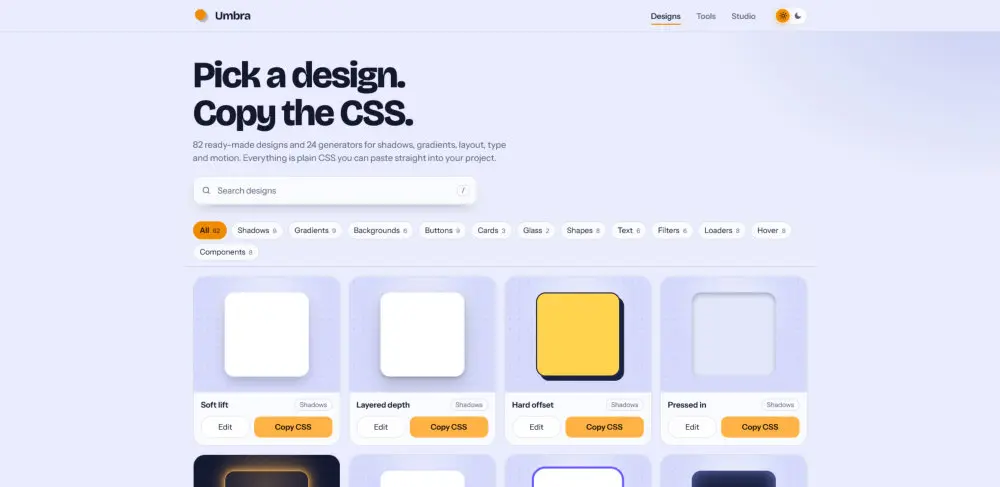 Umbra
Designs Tools Studio
Pick a design.
Copy the CSS.
82 ready-made designs and 24 generators for shadows, gradients, layout, type
and motion. Everything is plain CSS you can paste straight into your project.
Search designs /
All 82 Shadows 9 Gradients 9 Backgrounds 6 Buttons 9 Cards 3 Glass 2 Shapes 8 Text 6 Filters 6 Loaders 8 Hover 8
Components 8
Soft lift Shadows Layered depth Shadows Hard offset Shadows Pressed in Shadows
Edit Copy CSS Edit Copy CSS Edit Copy CSS Edit Copy CSS